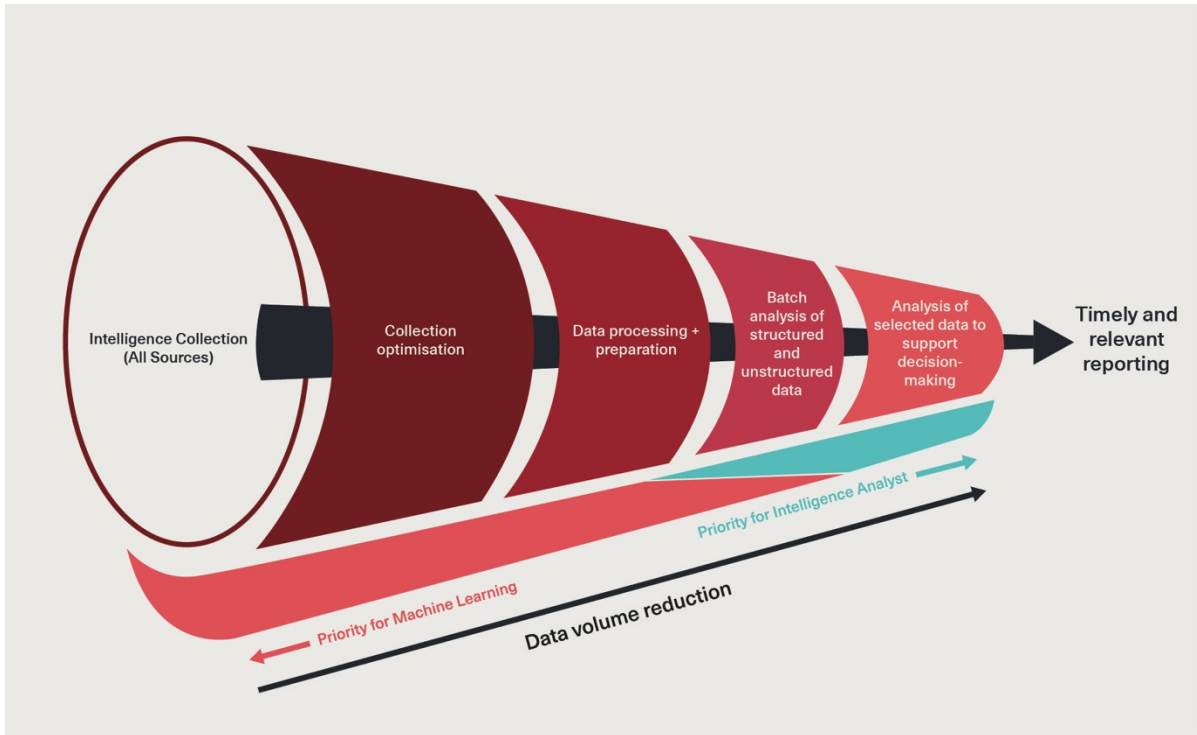 Intelligence Collection
(All Sources)
Collection
optimisation
Data processing +
preparation
Batch
analysis of
structured
and
unstructured
data
Analysis of
selected data to
support
decision-
making
Timely and
relevant
reporting
Priority for Machine Learning
Priority for Intelligence Analyst
Data volume reduction